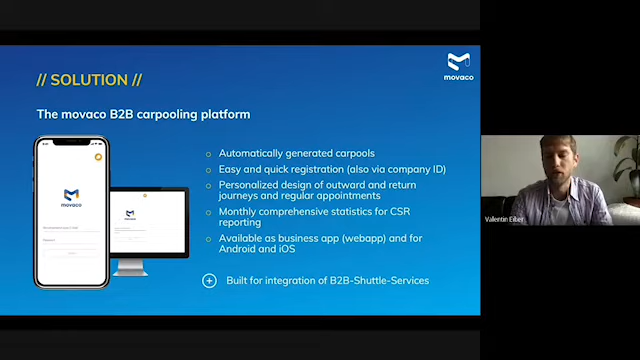 // SOLUTION //
movaco
The movaco B2B carpooling platform
Automatically generated carpools
Easy and quick registration (also via company ID)
Personalized design of outward and return
journeys and regular appointments
Monthly comprehensive statistics for CSR
reporting
Available as business app (webapp) and for
Android and iOS
Built for integration of B2B-Shuttle-Services
movaco
movaco
Valentin Eiber